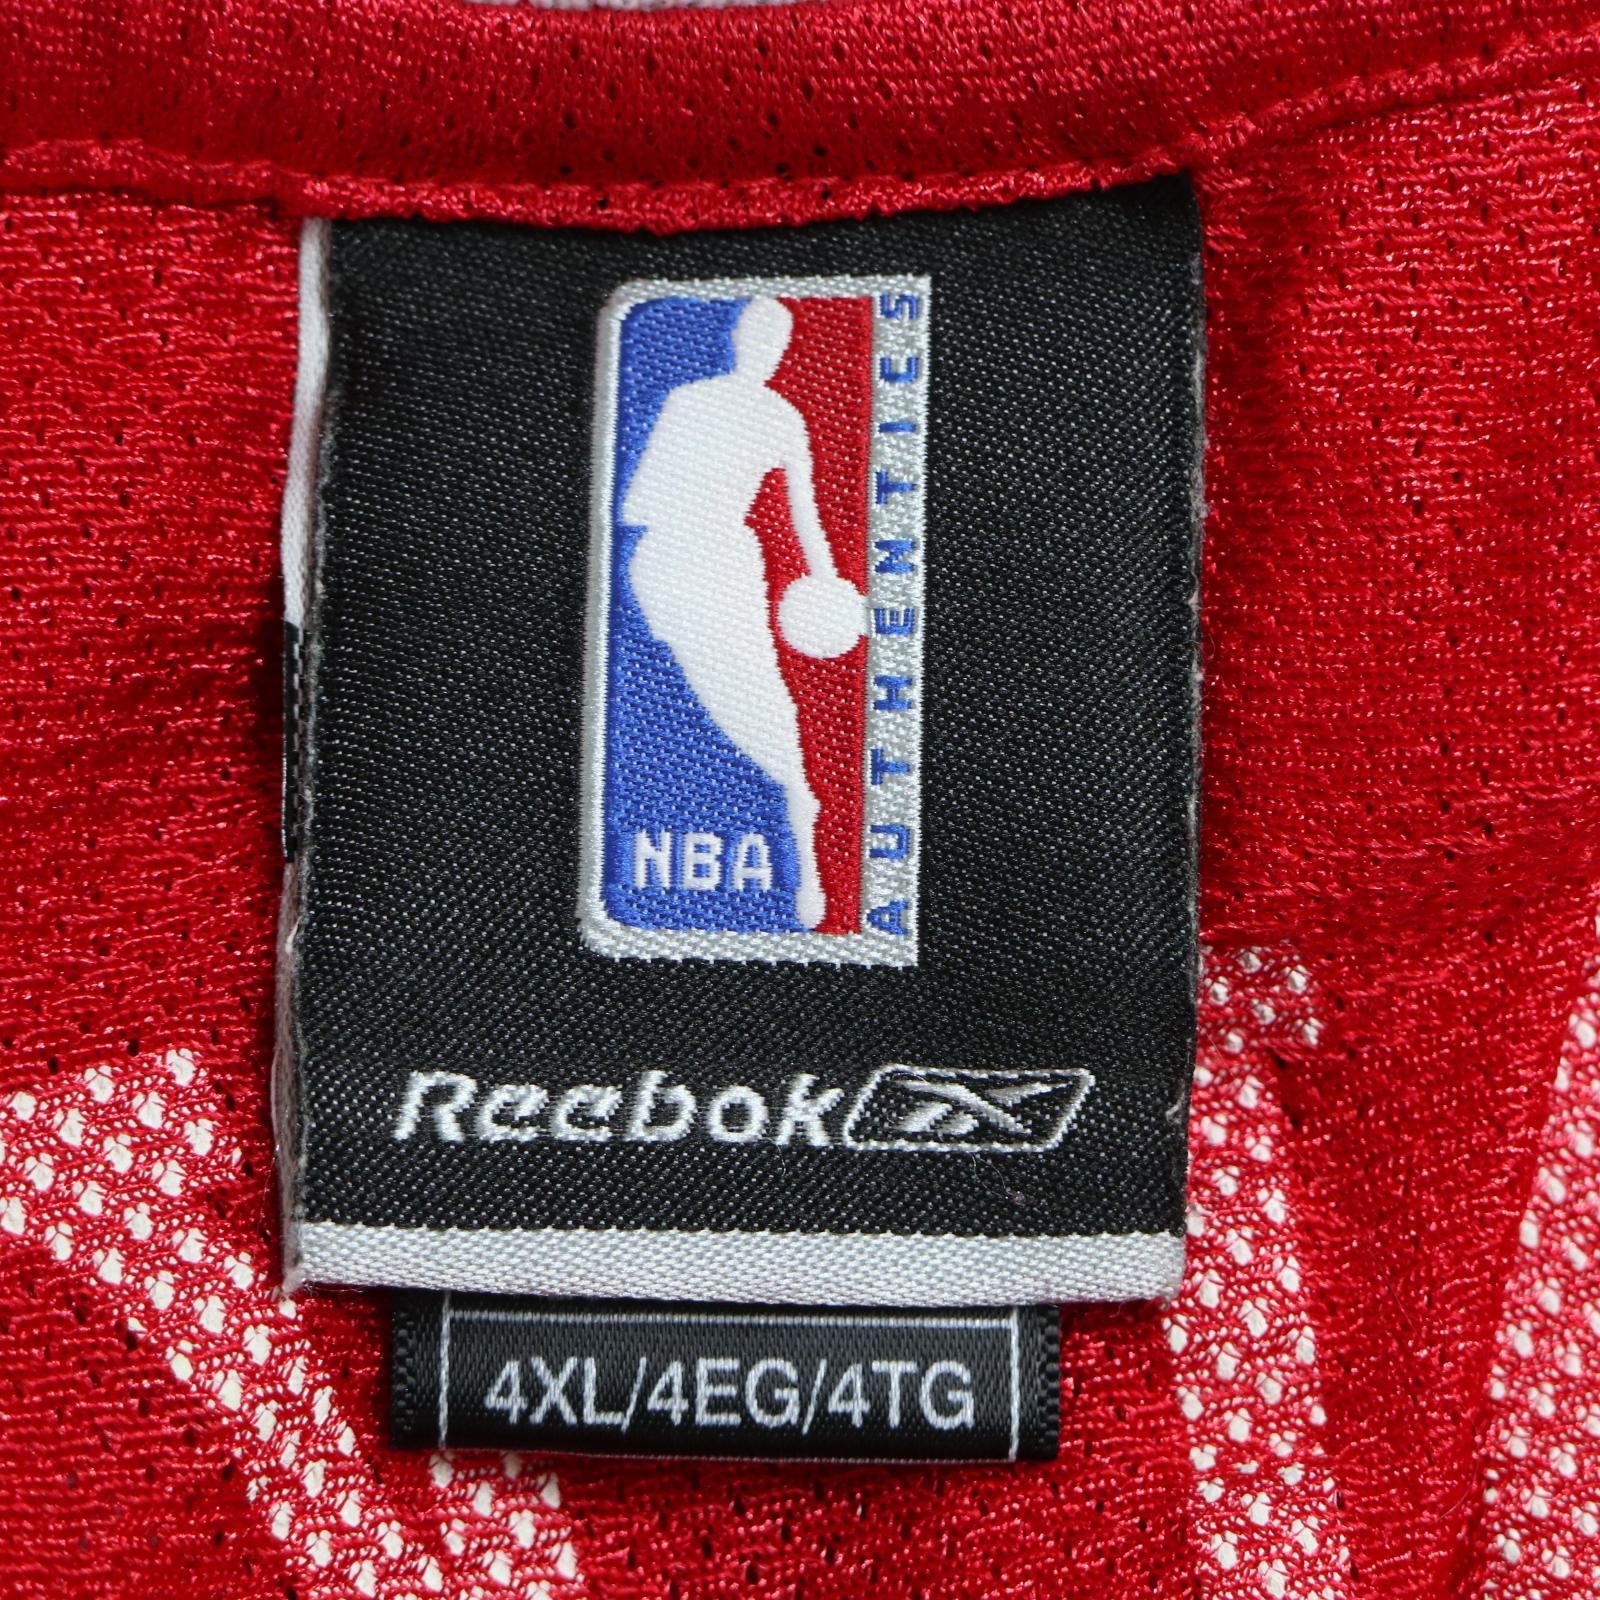 NBA
AUTHENTICS
Reebok
4XL/4EG/4TG